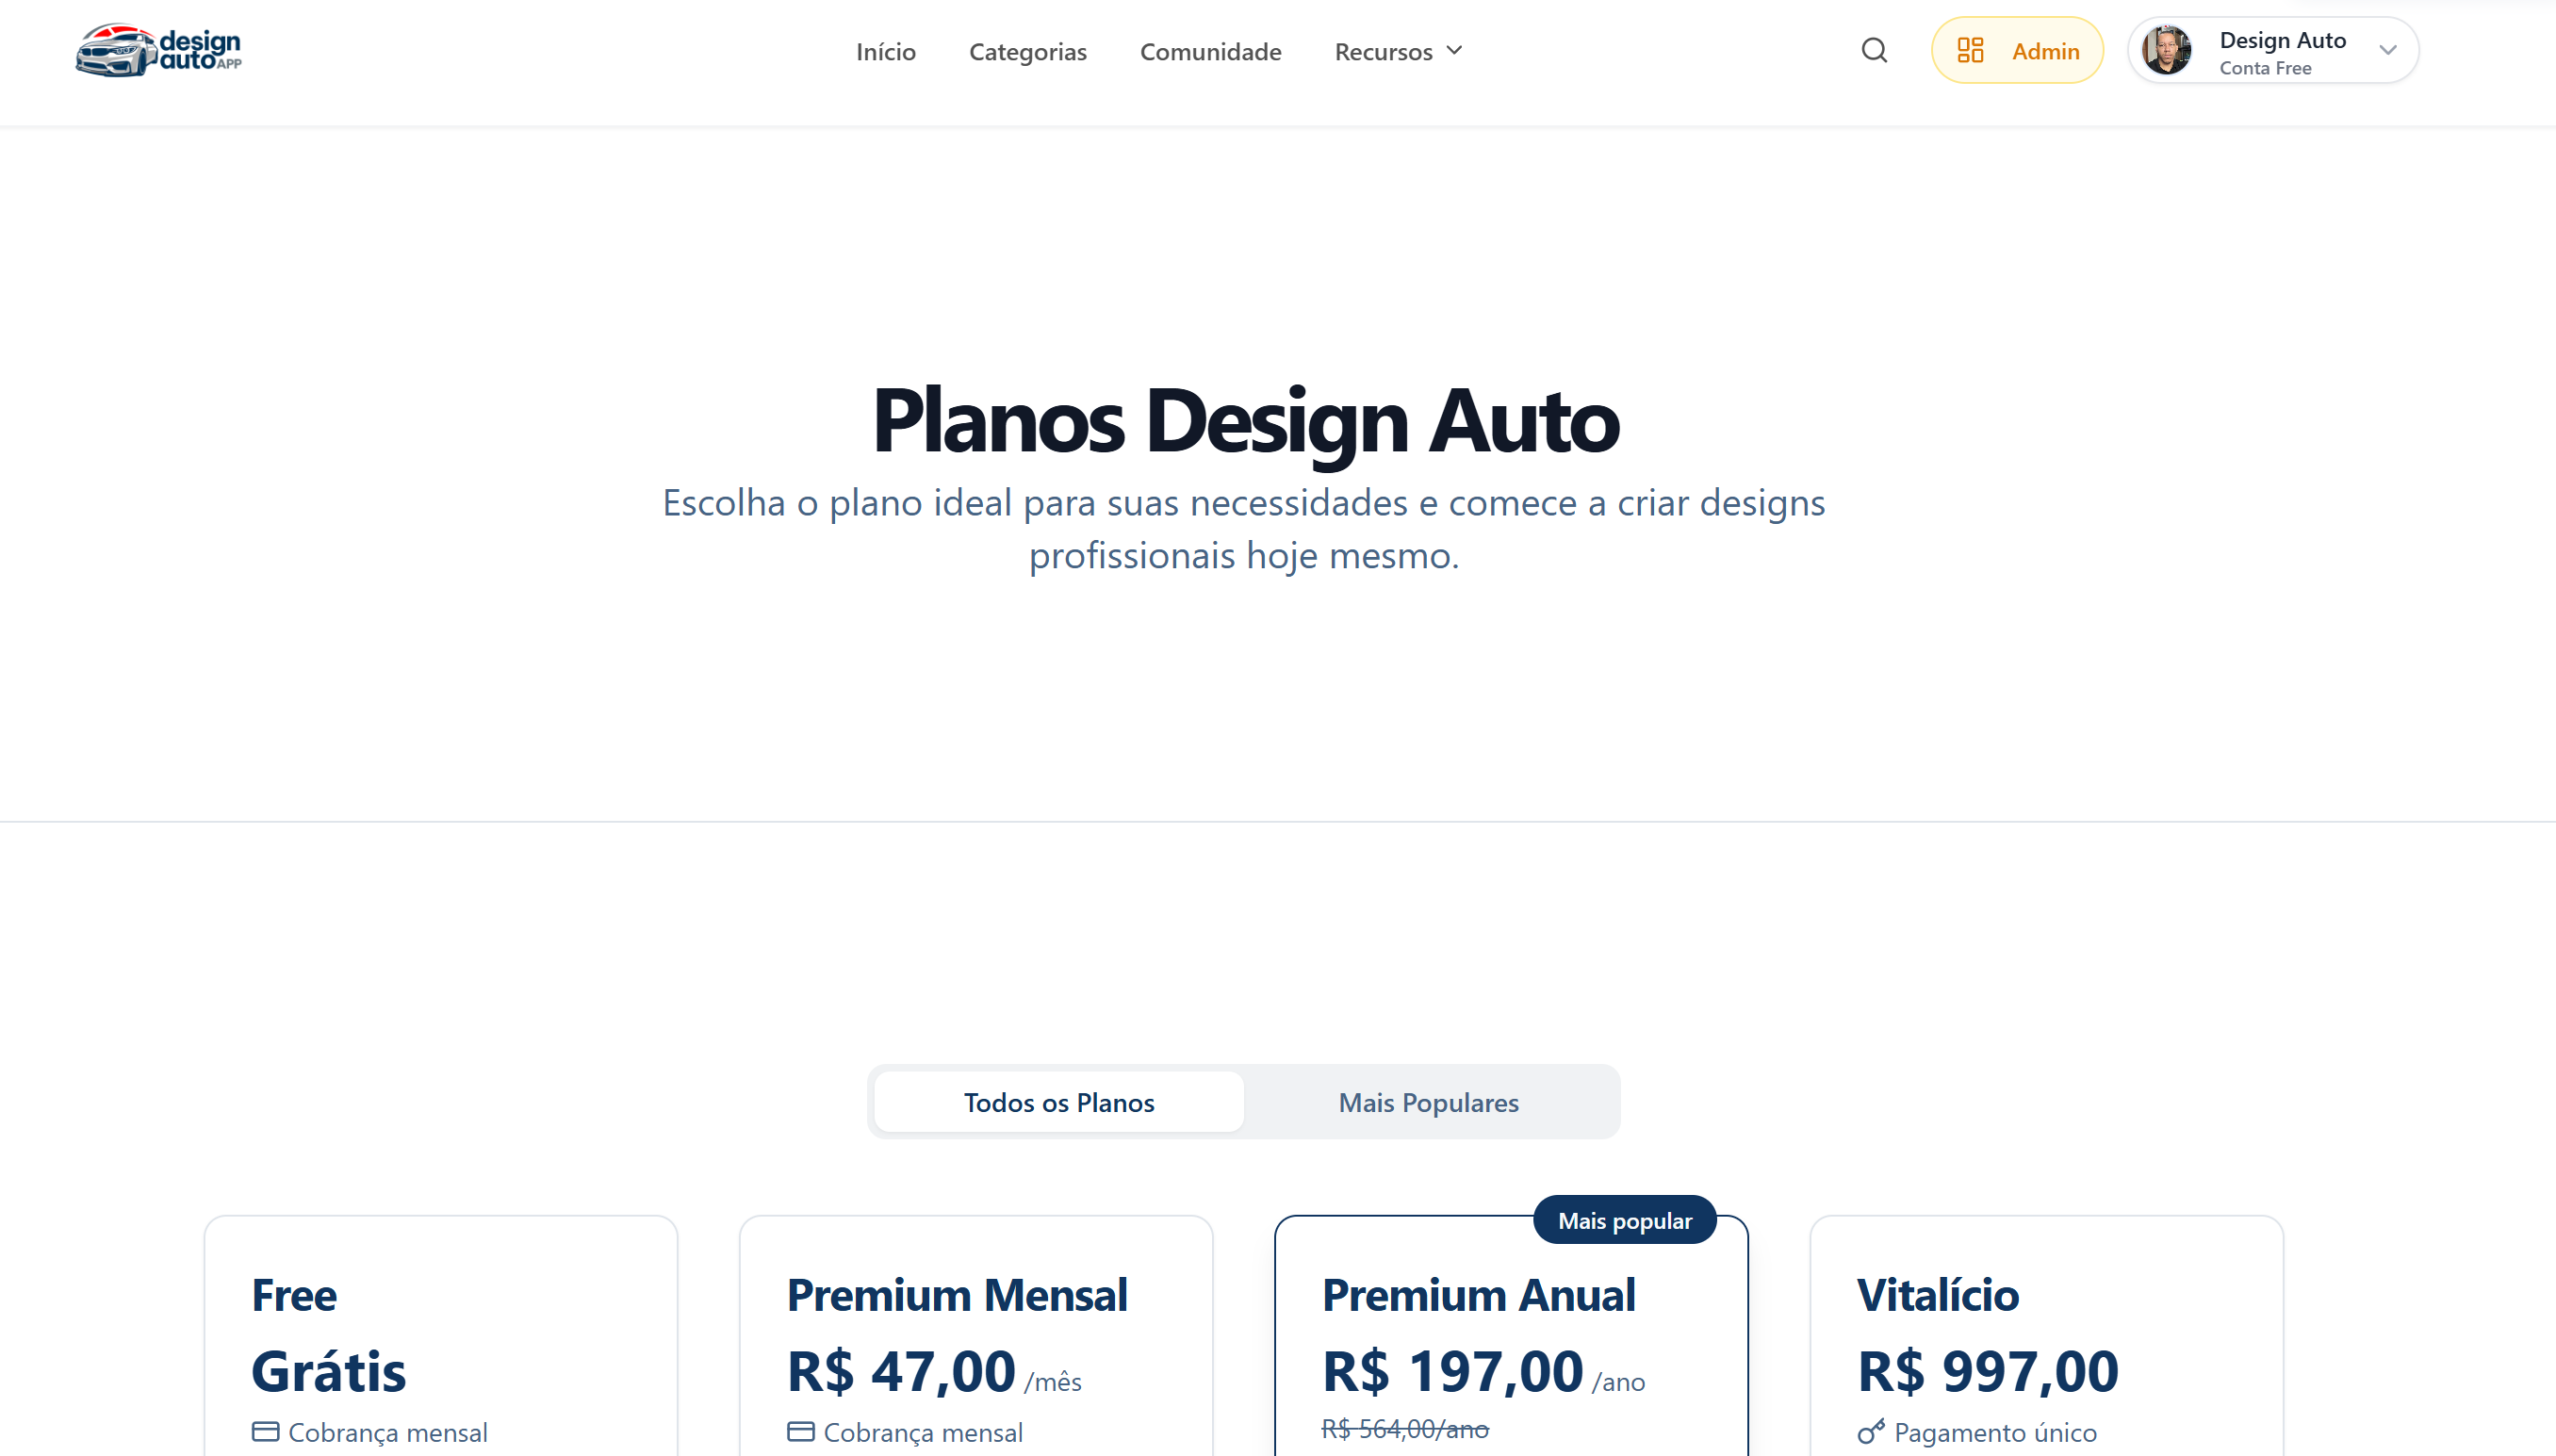 design
autoAPP
Início
Categorias
Comunidade
Recursos
Admin
Design Auto
Conta Free
Planos Design Auto
Escolha o plano ideal para suas necessidades e comece a criar designs
profissionais hoje mesmo.
Todos os Planos
Mais Populares
Free
Grátis
Cobrança mensal
Premium Mensal
R$ 47,00 /mês
Cobrança mensal
Mais popular
Premium Anual
R$ 197,00 /ano
R$ 564,00/ano
Vitalício
R$ 997,00
Pagamento único